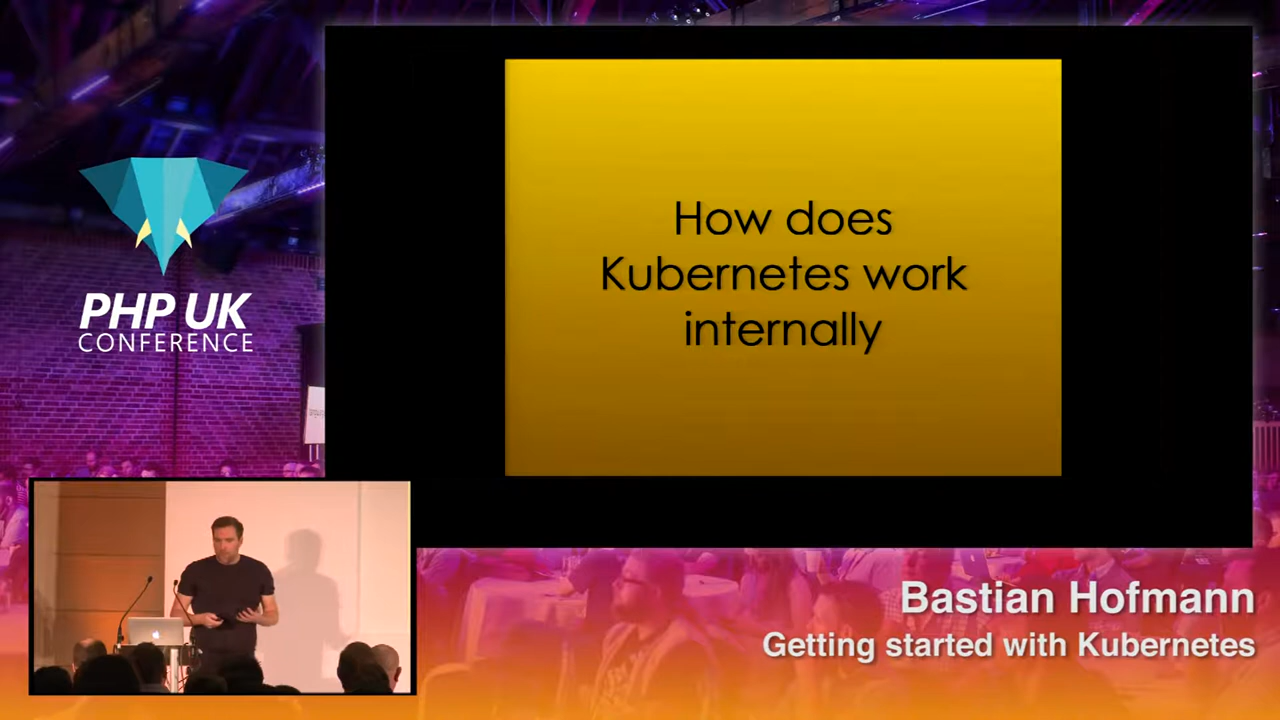 How does
Kubernetes work
internally
PHP UK
CONFERENCE
Bastian Hofmann
Getting started with Kubernetes